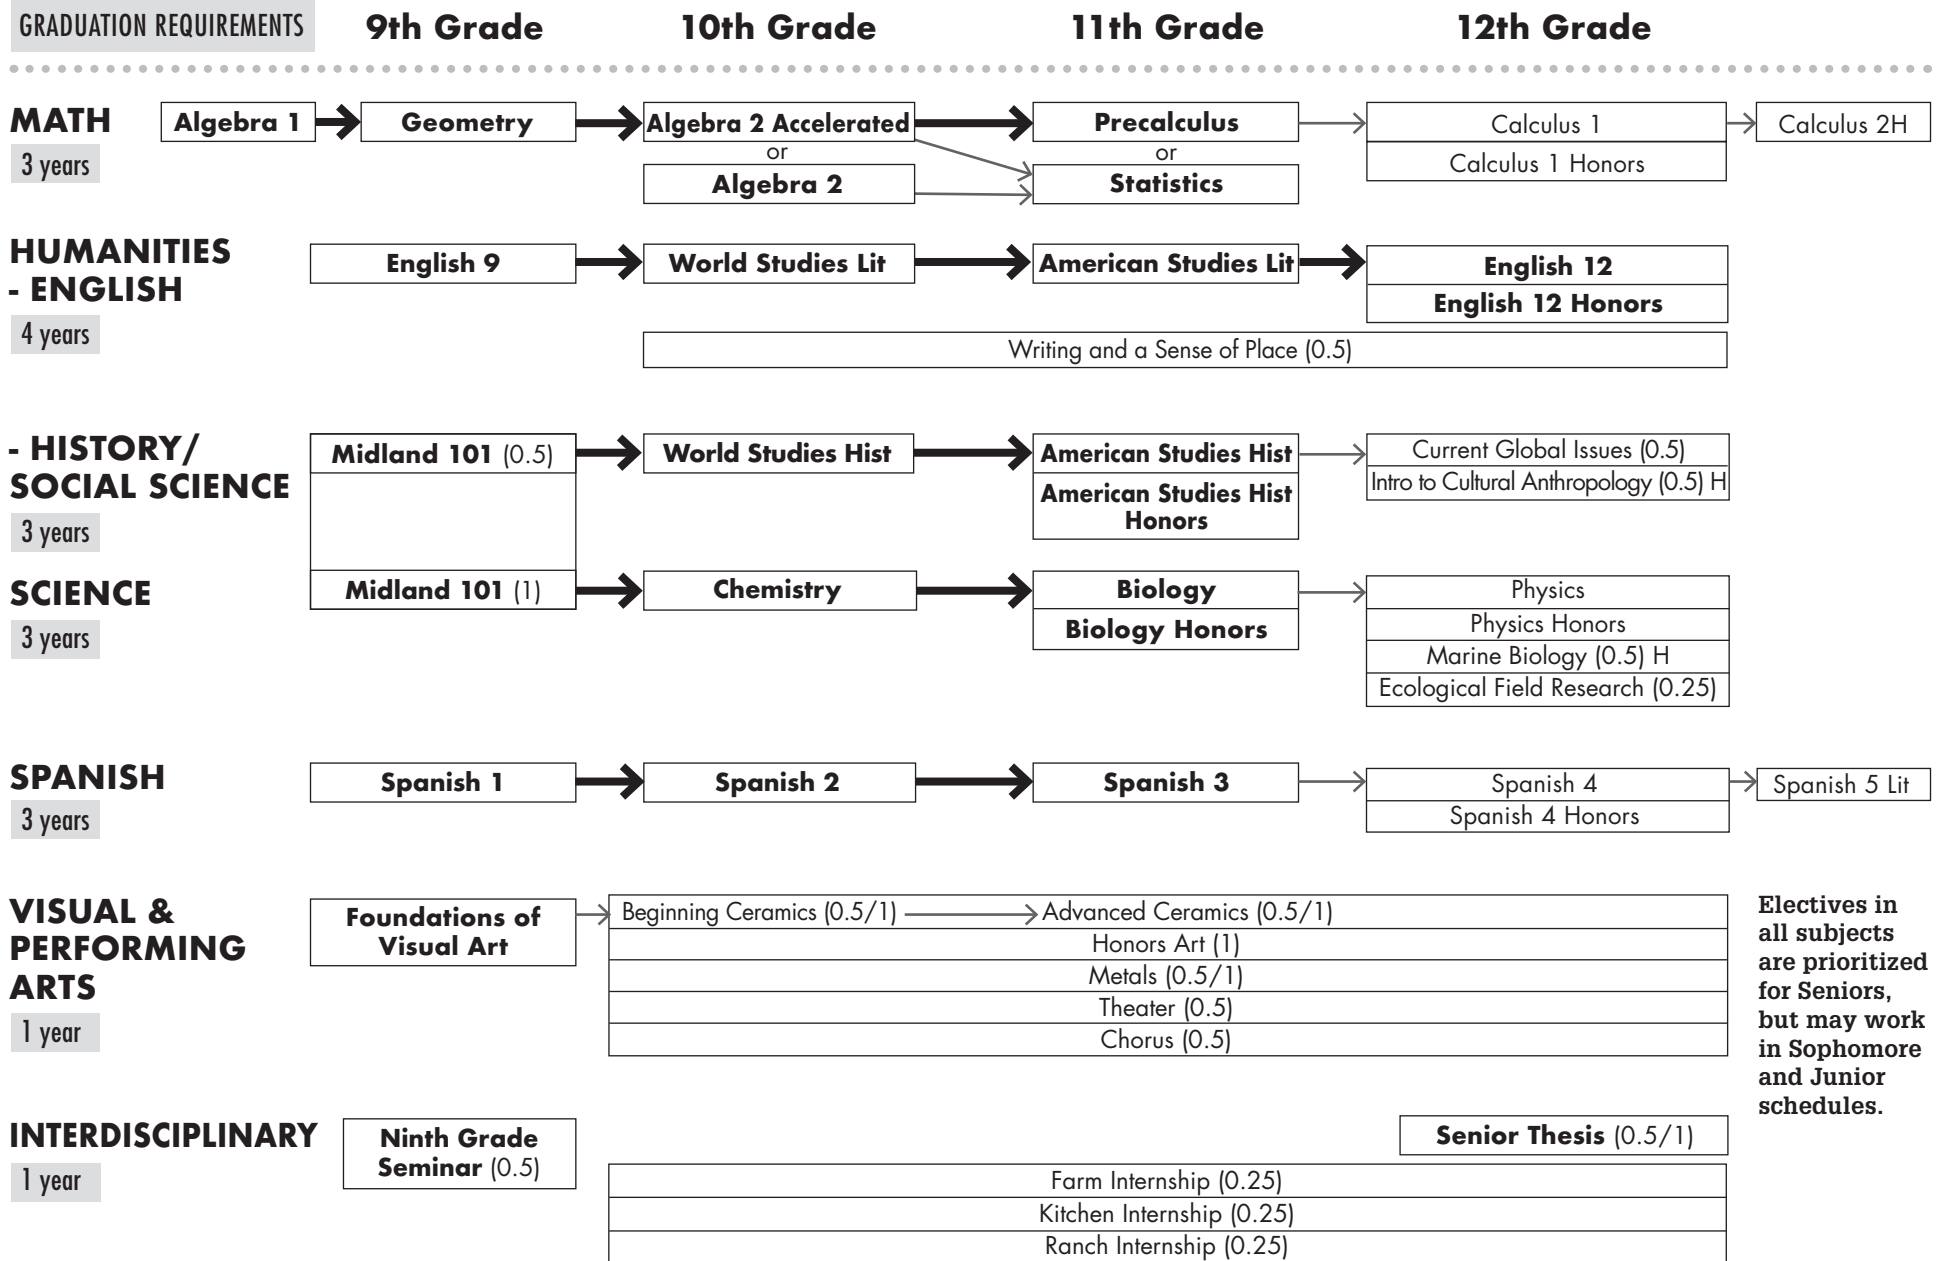 GRADUATION REQUIREMENTS 9th Grade 10th Grade 11th Grade 12th Grade
MATH
3 years
Algebra 1 Geometry Algebra 2 Accelerated Precalculus Calculus 1 Calculus 2H
or or Calculus 1 Honors
Algebra 2 Statistics
HUMANITIES
- ENGLISH
4 years
English 9 World Studies Lit American Studies Lit English 12
English 12 Honors
Writing and a Sense of Place (0.5)
- HISTORY/
SOCIAL SCIENCE
3 years
Midland 101 (0.5) World Studies Hist American Studies Hist Current Global Issues (0.5)
American Studies Hist Intro to Cultural Anthropology (0.5) H
Honors
SCIENCE
3 years
Midland 101 (1) Chemistry Biology Physics
Biology Honors Physics Honors
Marine Biology (0.5) H
Ecological Field Research (0.25)
SPANISH
3 years
Spanish 1 Spanish 2 Spanish 3 Spanish 4 Spanish 5 Lit
Spanish 4 Honors
VISUAL &
PERFORMING
ARTS
1 year
Foundations of
Visual Art
Beginning Ceramics (0.5/1) Advanced Ceramics (0.5/1)
Honors Art (1)
Metals (0.5/1)
Theater (0.5)
Chorus (0.5)
Electives in
all subjects
are prioritized
for Seniors,
but may work
in Sophomore
and Junior
schedules.
INTERDISCIPLINARY
1 year
Ninth Grade
Seminar (0.5)
Senior Thesis (0.5/1)
Farm Internship (0.25)
Kitchen Internship (0.25)
Ranch Internship (0.25)